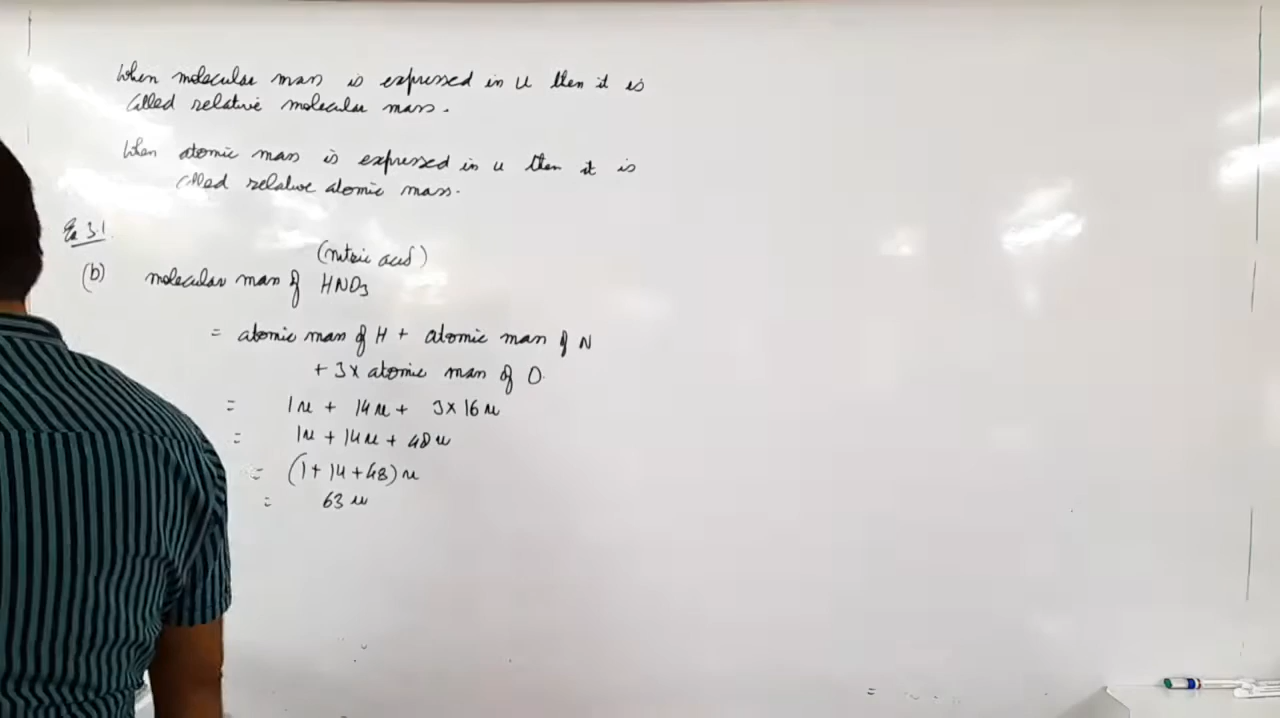 When molecular mass is expressed in u then it is
called relative molecular mass.
When atomic mass is expressed in u then it is
called relative atomic mass.
Ex 3.1
(nitric acid)
(b) molecular mass of HNO3
= atomic mass of H + atomic mass of N
+ 3x atomic mass of O.
= 1u + 14u + 3 x 16u
= 1u + 14u + 48u
= (1+14+48)u
= 63u